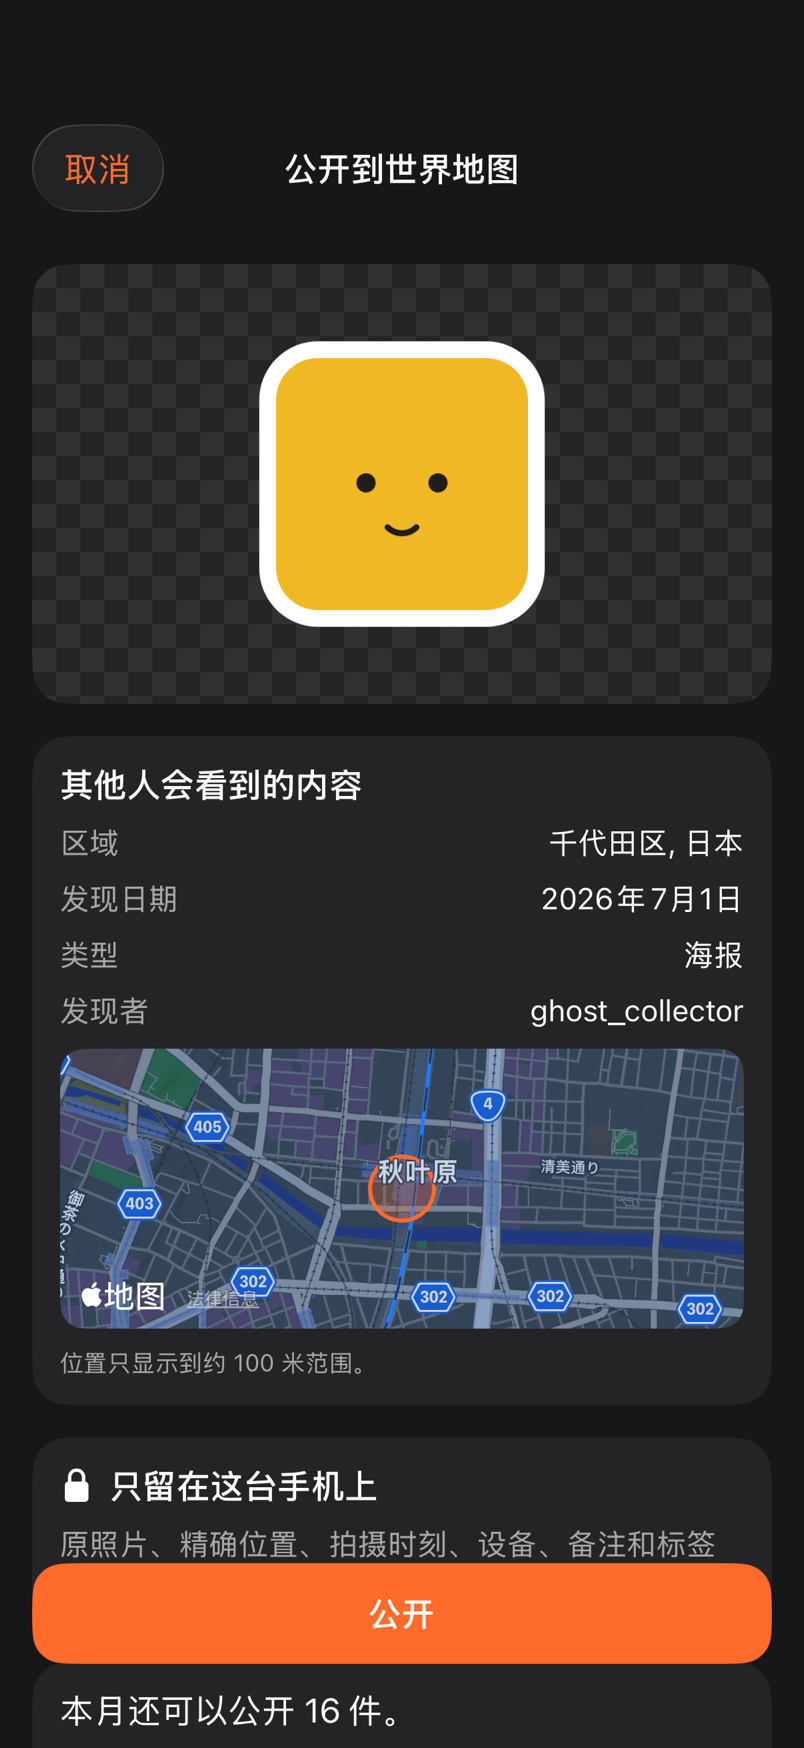 取消
公开到世界地图
其他人会看到的内容
区域
千代田区, 日本
发现日期
2026年7月1日
类型
海报
发现者
ghost_collector
4
405
秋叶原
清美通り
403
302
地图
法律信息
302
302
302
位置只显示到约 100 米范围。
只留在这台手机上
原照片、精确位置、拍摄时刻、设备、备注和标签
公开
本月还可以公开 16 件。